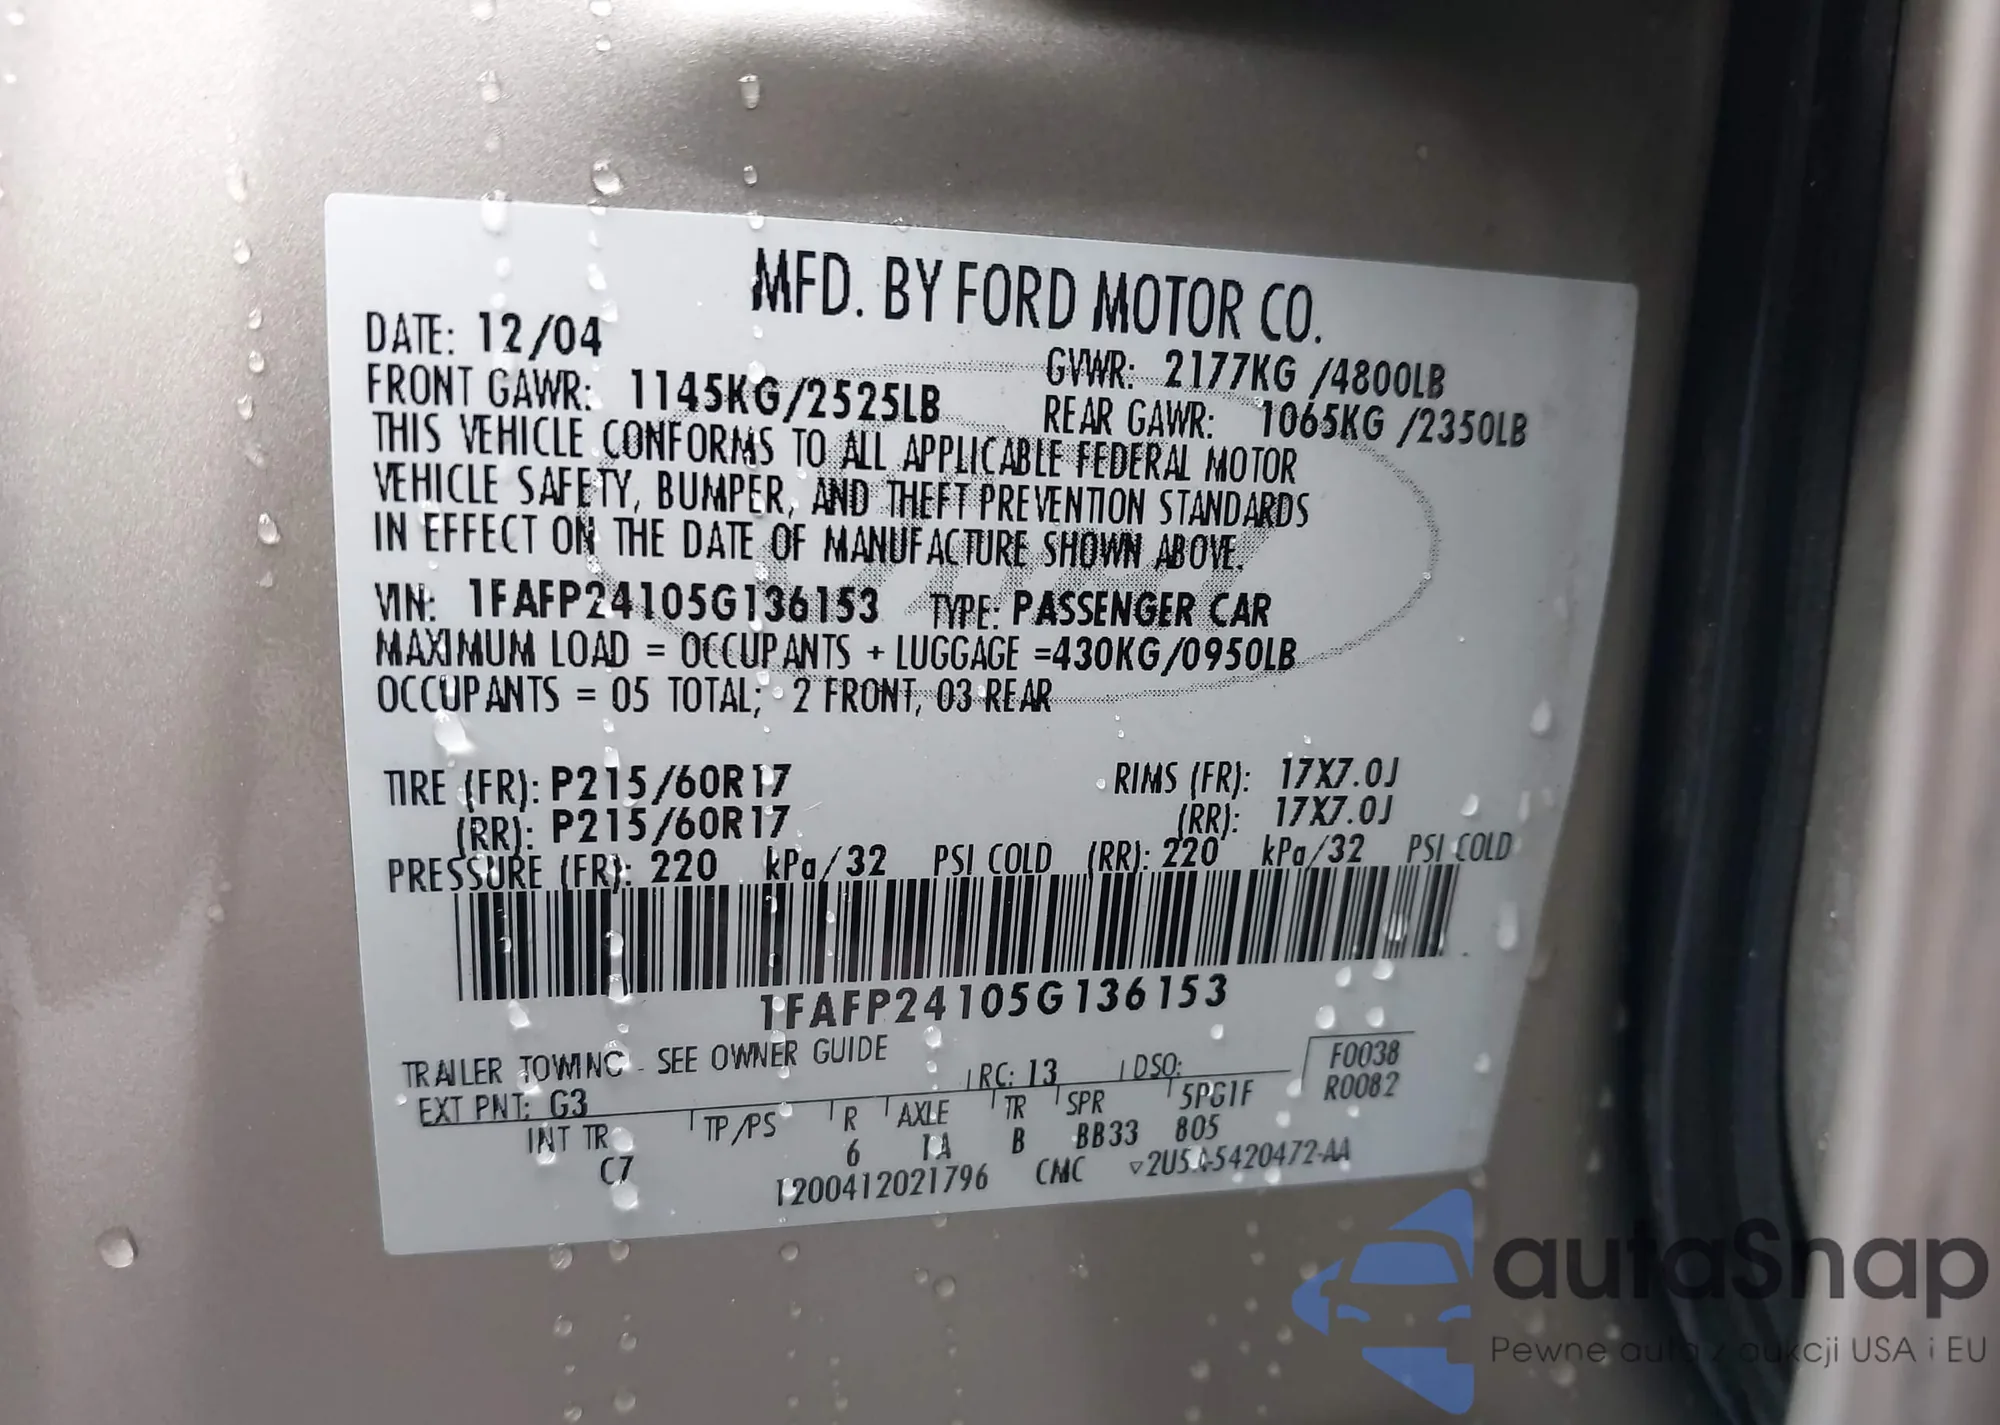 MFD. BY FORD MOTOR CO.
DATE: 12/04
GVWR: 2177KG /4800LB
FRONT GAWR: 1145KG/2525LB
REAR GAWR: 1065KG /2350LB
THIS VEHICLE CONFORMS TO ALL APPLICABLE FEDERAL MOTOR
VEHICLE SAFETY, BUMPER, AND THEFT PREVENTION STANDARDS
IN EFFECT ON THE DATE OF MANUFACTURE SHOWN ABOVE.
VIN: 1FAFP24105G136153 TYPE: PASSENGER CAR
MAXIMUM LOAD = OCCUPANTS + LUGGAGE =430KG/0950LB
OCCUPANTS = 05 TOTAL; 2 FRONT, 03 REAR
TIRE (FR): P215/60R17 RIMS (FR): 17X7.0J
(RR): P215/60R17 (RR): 17X7.0J
PRESSURE (FR): 220 kPa/32 PSI COLD (RR): 220 kPa/32 PSI COLD
1FAFP24105G136153
TRAILER TOWING - SEE OWNER GUIDE
F0038
EXT PNT: G3 RC: 13 DSO:
R0082
INT TR TP/PS R AXLE TR SPR 5PG1F
C7 6 1A B BB33 805
T200412021796 CMC ▿2U5A-5420472-AA
autaSnap
Pewne auta z aukcji USA i EU